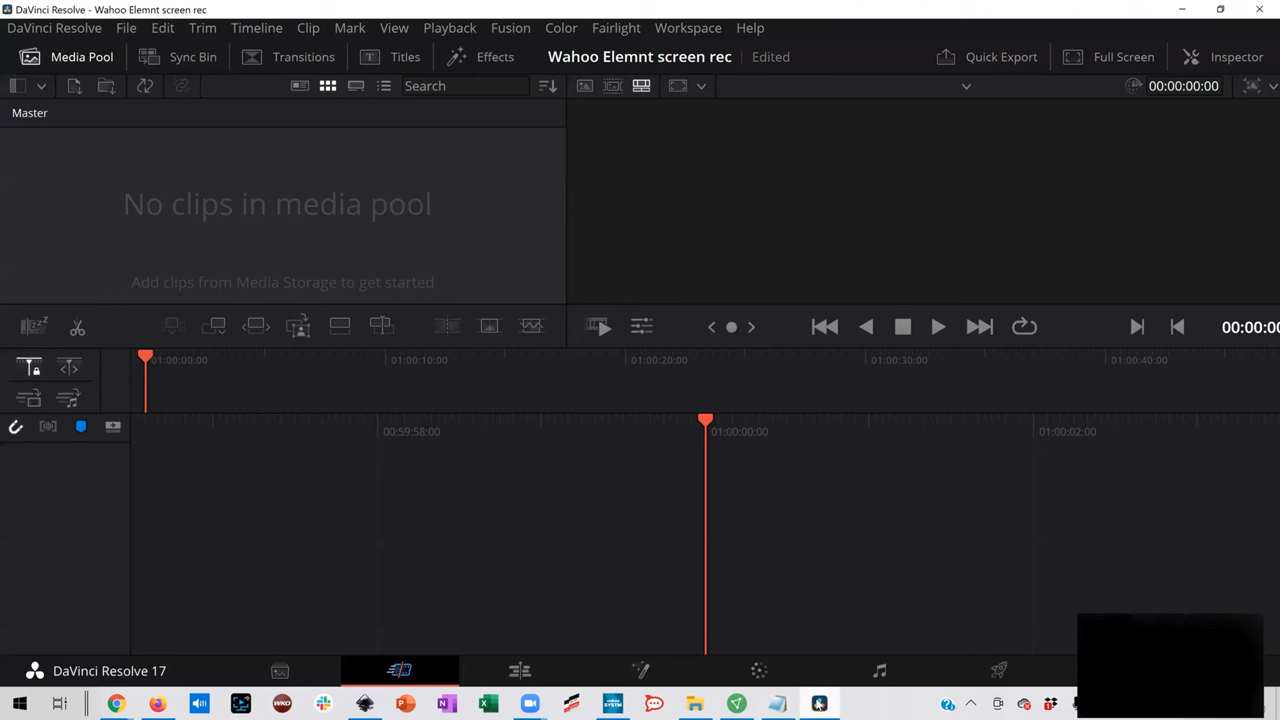 DaVinci Resolve - Wahoo Elemnt screen rec
DaVinci Resolve File Edit Trim Timeline Clip Mark View Playback Fusion Color Fairlight Workspace Help
Media Pool Sync Bin Transitions Titles Effects Wahoo Elemnt screen rec Edited Quick Export Full Screen Inspector
Search 00:00:00:00
Master
No clips in media pool
Add clips from Media Storage to get started
00:00:0
01:00:00:00 01:00:10:00 01:00:20:00 01:00:30:00 01:00:40:00
00:59:58:00 01:00:00:00 01:00:02:00
DaVinci Resolve 17